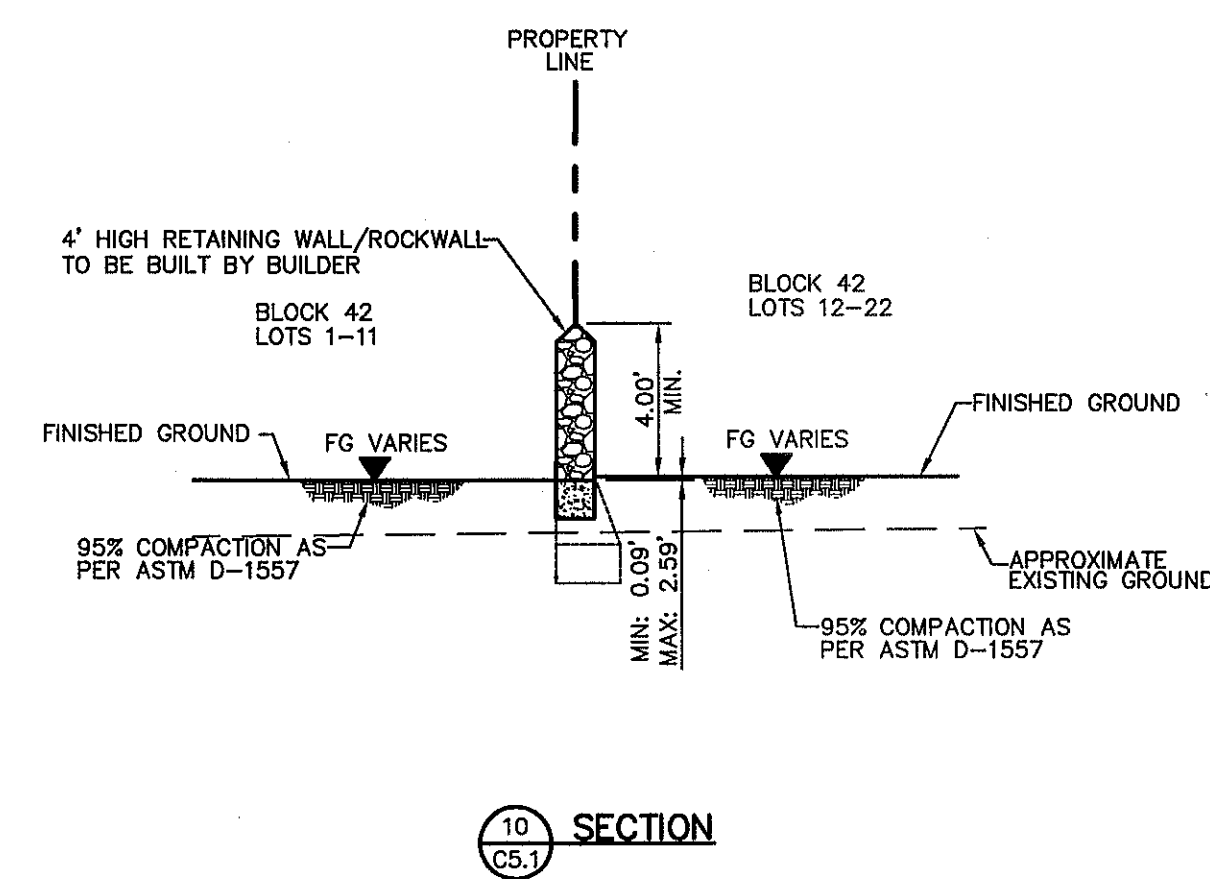 PROPERTY
LINE
4' HIGH RETAINING WALL/ROCKWALL
TO BE BUILT BY BUILDER
BLOCK 42
LOTS 1-11
BLOCK 42
LOTS 12-22
4.00'
MIN.
FINISHED GROUND
FG VARIES
FG VARIES
FINISHED GROUND
95% COMPACTION AS
PER ASTM D-1557
MIN: 0.09'
MAX: 2.59'
APPROXIMATE
EXISTING GROUND
95% COMPACTION AS
PER ASTM D-1557
10
C5.1
SECTION